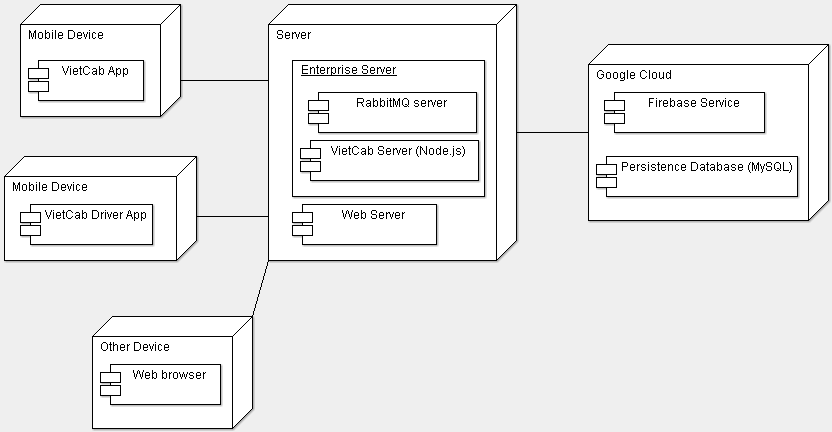 Mobile Device
VietCab App
Mobile Device
VietCab Driver App
Other Device
Web browser
Server
Enterprise Server
RabbitMQ server
VietCab Server (Node.js)
Web Server
Google Cloud
Firebase Service
Persistence Database (MySQL)